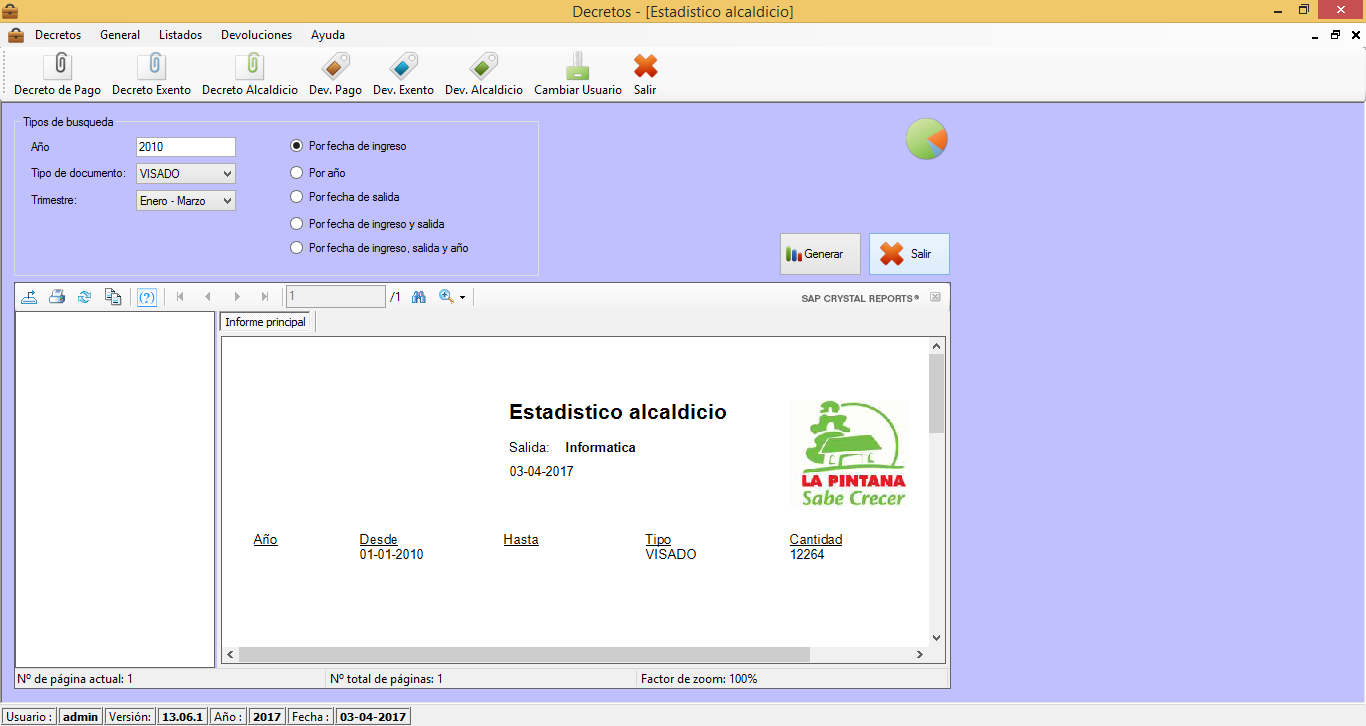 Decretos - [Estadistico alcaldicio]
Decretos General Listados Devoluciones Ayuda
Decreto de Pago Decreto Exento Decreto Alcaldicio Dev. Pago Dev. Exento Dev. Alcaldicio Cambiar Usuario Salir
Tipos de busqueda
Año 2010
Tipo de documento: VISADO
Trimestre: Enero - Marzo
Por fecha de ingreso
Por año
Por fecha de salida
Por fecha de ingreso y salida
Por fecha de ingreso, salida y año
Generar Salir
(?) 1 /1 SAP CRYSTAL REPORTS®
Informe principal
Estadistico alcaldicio
Salida: Informatica
03-04-2017
LA PINTANA
Sabe Crecer
Año Desde Hasta Tipo Cantidad
01-01-2010 VISADO 12264
Nº de página actual: 1 Nº total de páginas: 1 Factor de zoom: 100%
Usuario : admin Versión: 13.06.1 Año : 2017 Fecha : 03-04-2017